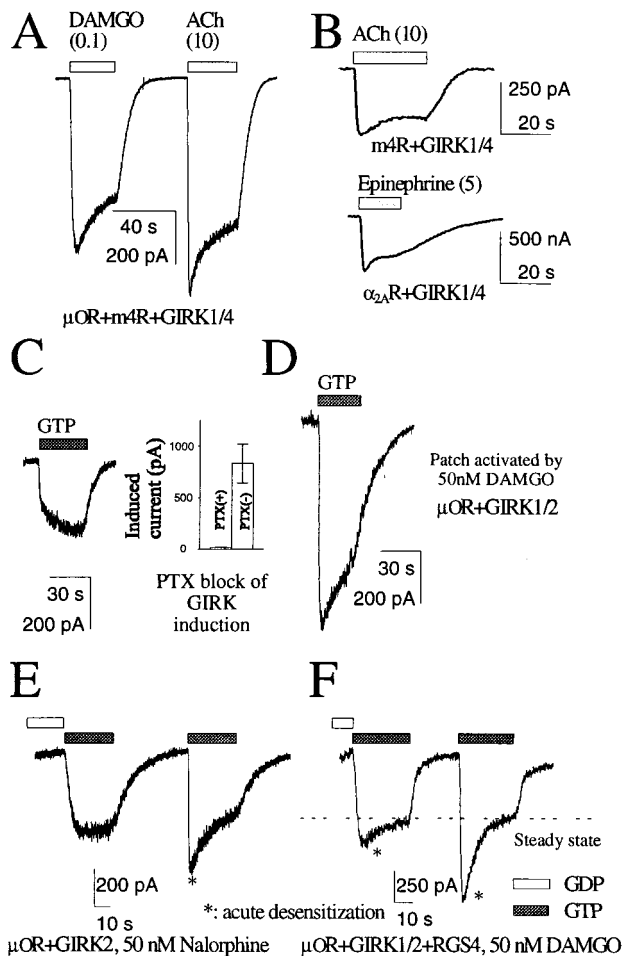 A
DAMGO
(0.1)
ACh
(10)
40 s
200 pA
μOR+m4R+GIRK1/4
B
ACh (10)
250 pA
20 s
m4R+GIRK1/4
Epinephrine (5)
500 nA
20 s
α2AR+GIRK1/4
C
GTP
30 s
200 pA
Induced
current (pA)
1000
500
0
PTX(+)
PTX(-)
PTX block of
GIRK
induction
D
GTP
Patch activated by
50nM DAMGO
μOR+GIRK1/2
30 s
200 pA
E
*
200 pA
10 s
*: acute desensitization
μOR+GIRK2, 50 nM Nalorphine
F
*
*
Steady state
250 pA
10 s
GDP
GTP
μOR+GIRK1/2+RGS4, 50 nM DAMGO